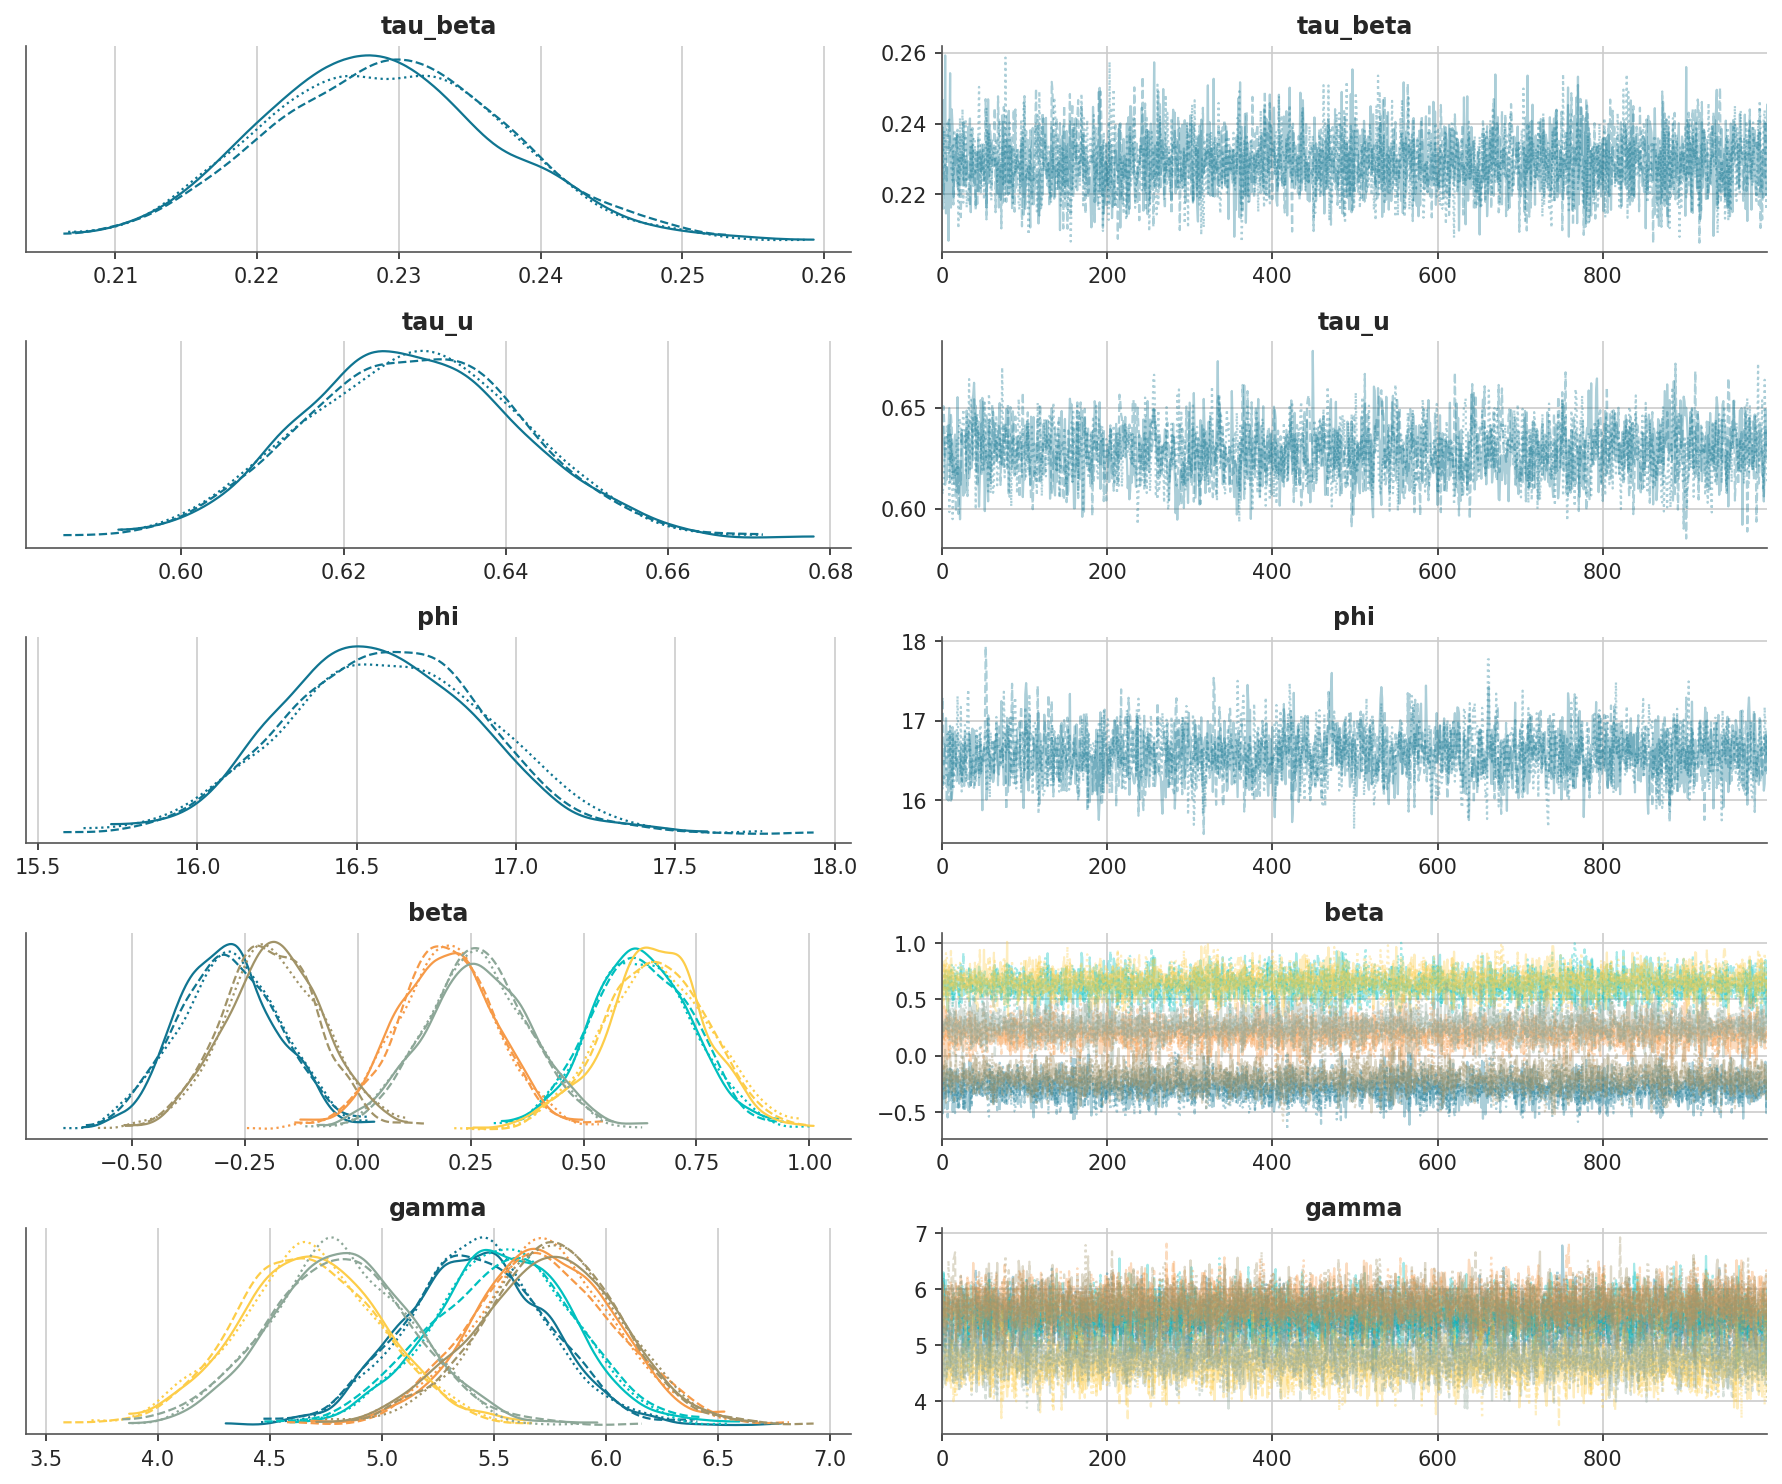 tau_beta
0.21 0.22 0.23 0.24 0.25 0.26
tau_beta
0.26
0.24
0.22
0 200 400 600 800
tau_u
0.60 0.62 0.64 0.66 0.68
tau_u
0.65
0.60
0 200 400 600 800
phi
15.5 16.0 16.5 17.0 17.5 18.0
phi
18
17
16
0 200 400 600 800
beta
−0.50 −0.25 0.00 0.25 0.50 0.75 1.00
beta
1.0
0.5
0.0
−0.5
0 200 400 600 800
gamma
3.5 4.0 4.5 5.0 5.5 6.0 6.5 7.0
gamma
7
6
5
4
0 200 400 600 800